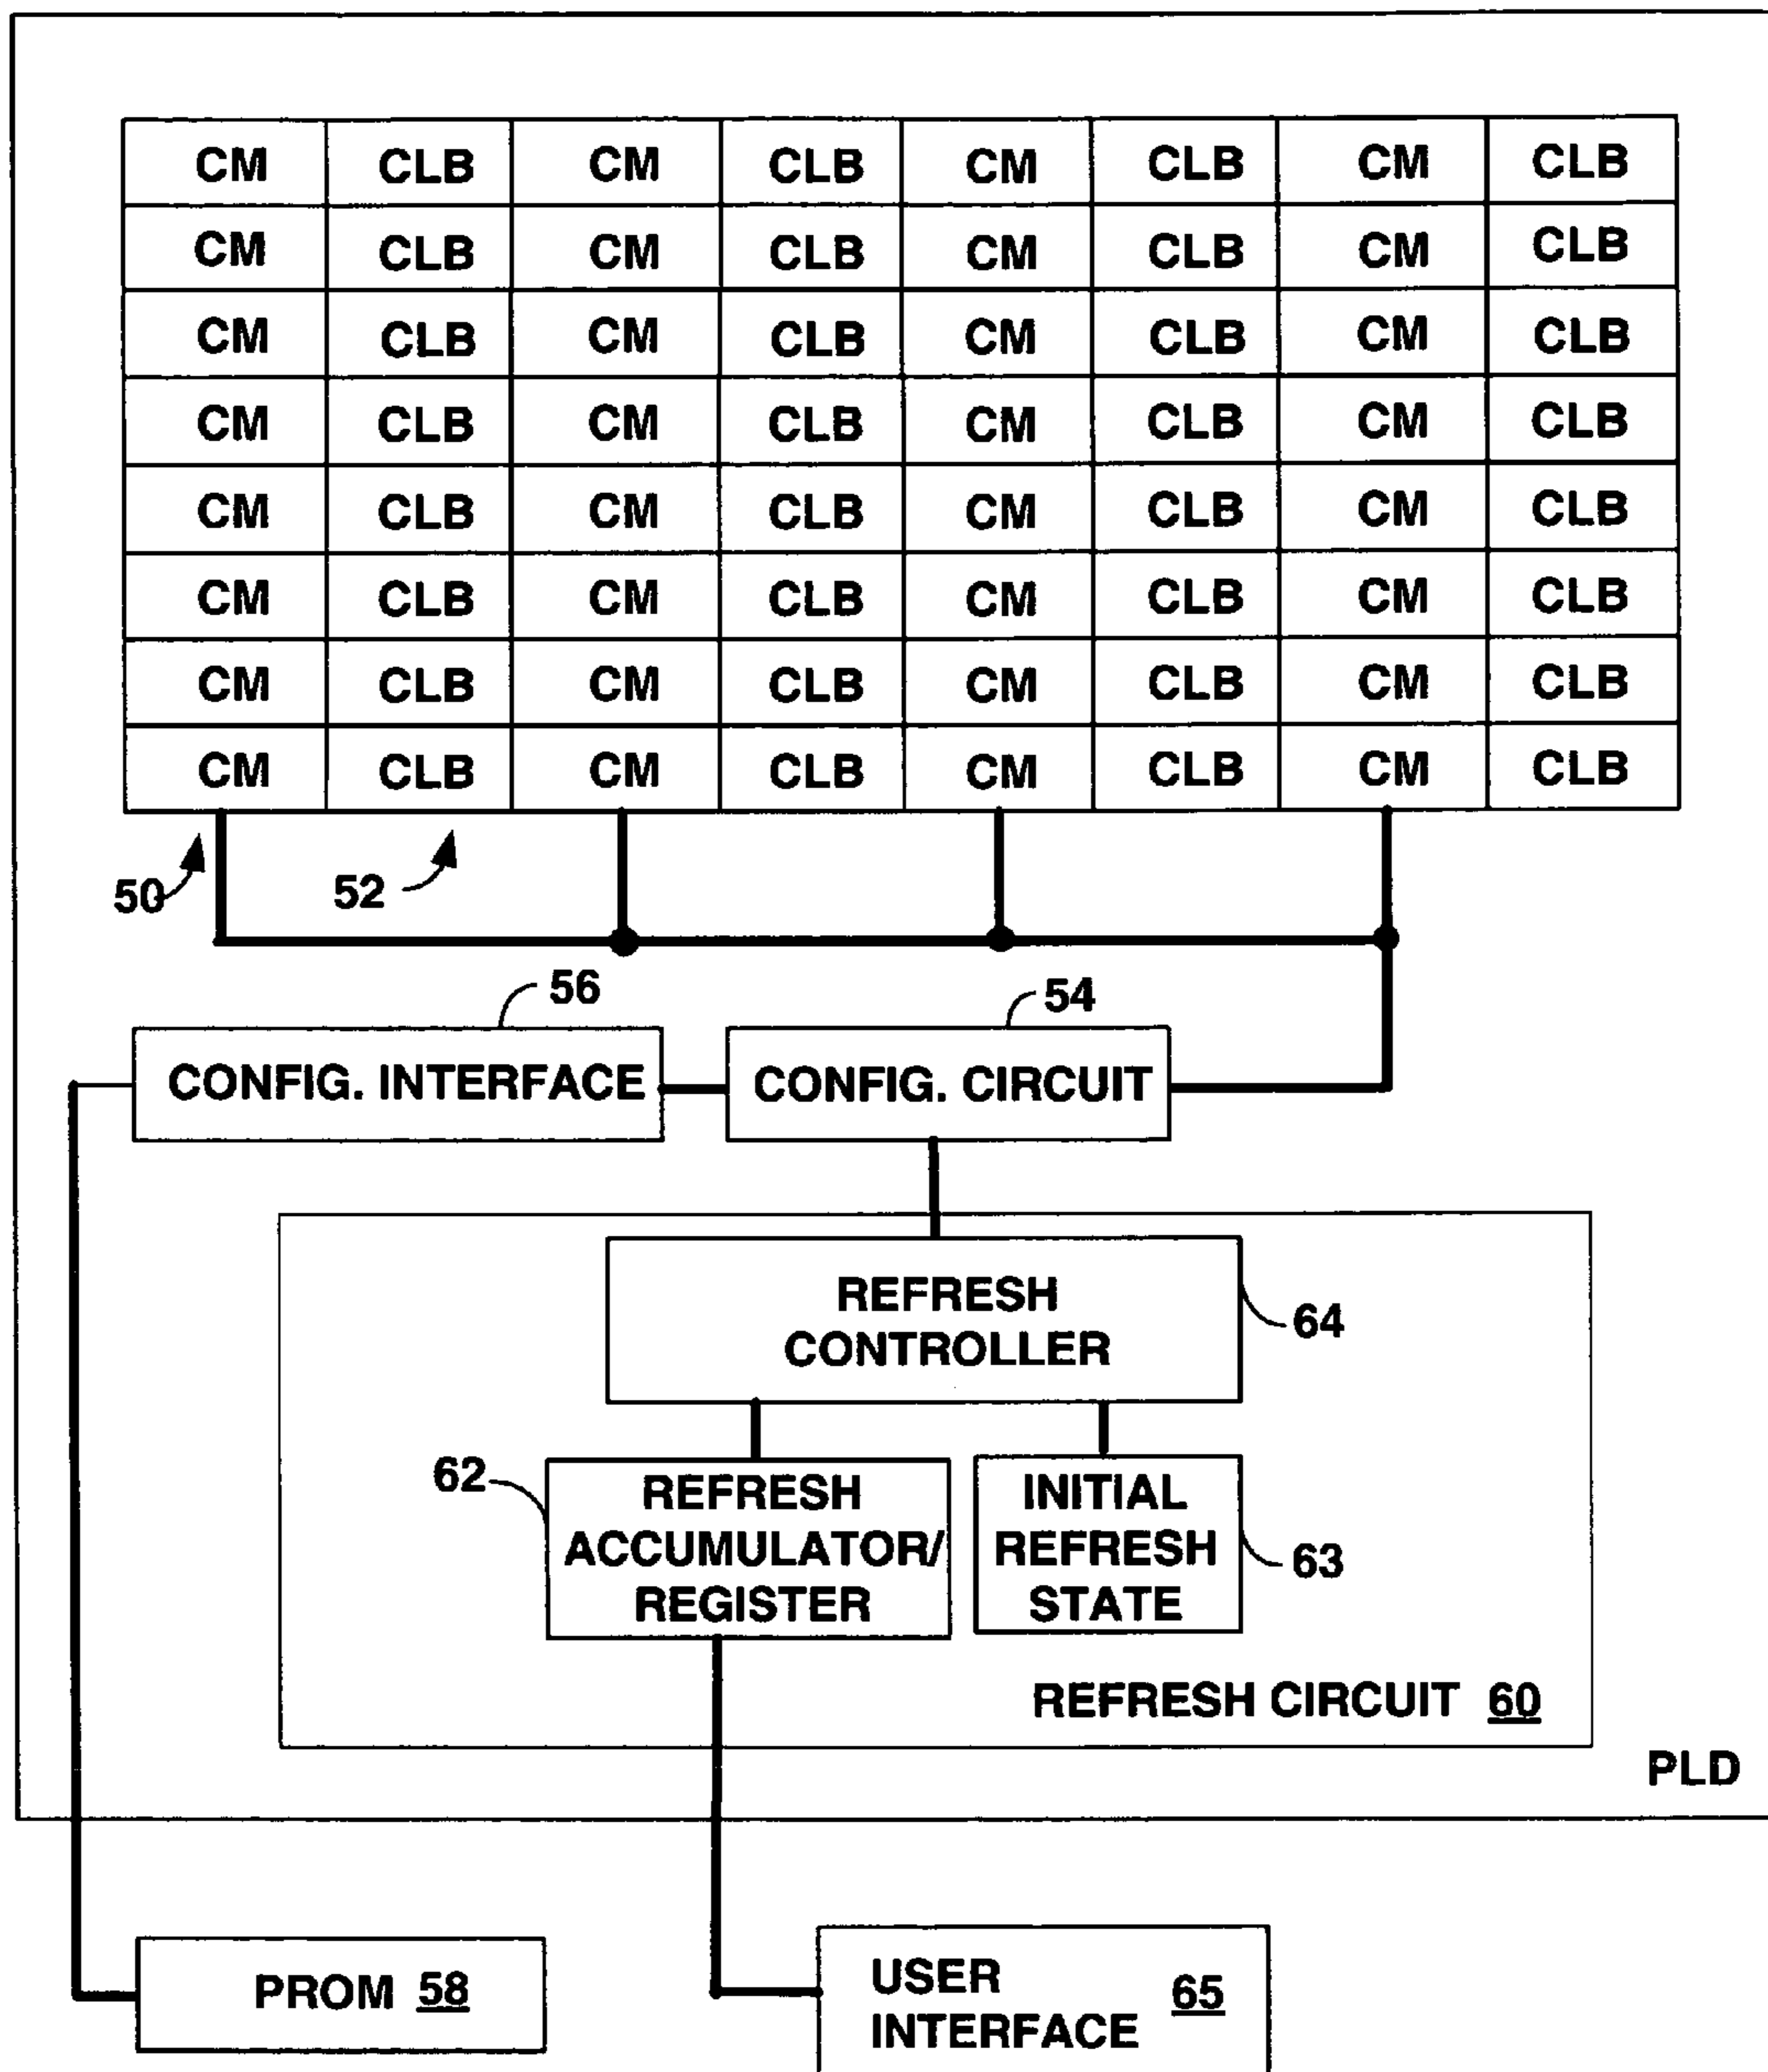 CM CLB CM CLB CM CLB CM CLB
CM CLB CM CLB CM CLB CM CLB
CM CLB CM CLB CM CLB CM CLB
CM CLB CM CLB CM CLB CM CLB
CM CLB CM CLB CM CLB CM CLB
CM CLB CM CLB CM CLB CM CLB
CM CLB CM CLB CM CLB CM CLB
CM CLB CM CLB CM CLB CM CLB
50
52
56
54
CONFIG. INTERFACE
CONFIG. CIRCUIT
REFRESH
CONTROLLER
64
62
REFRESH
ACCUMULATOR/
REGISTER
INITIAL
REFRESH
STATE
63
REFRESH CIRCUIT 60
PLD
PROM 58
USER
INTERFACE
65